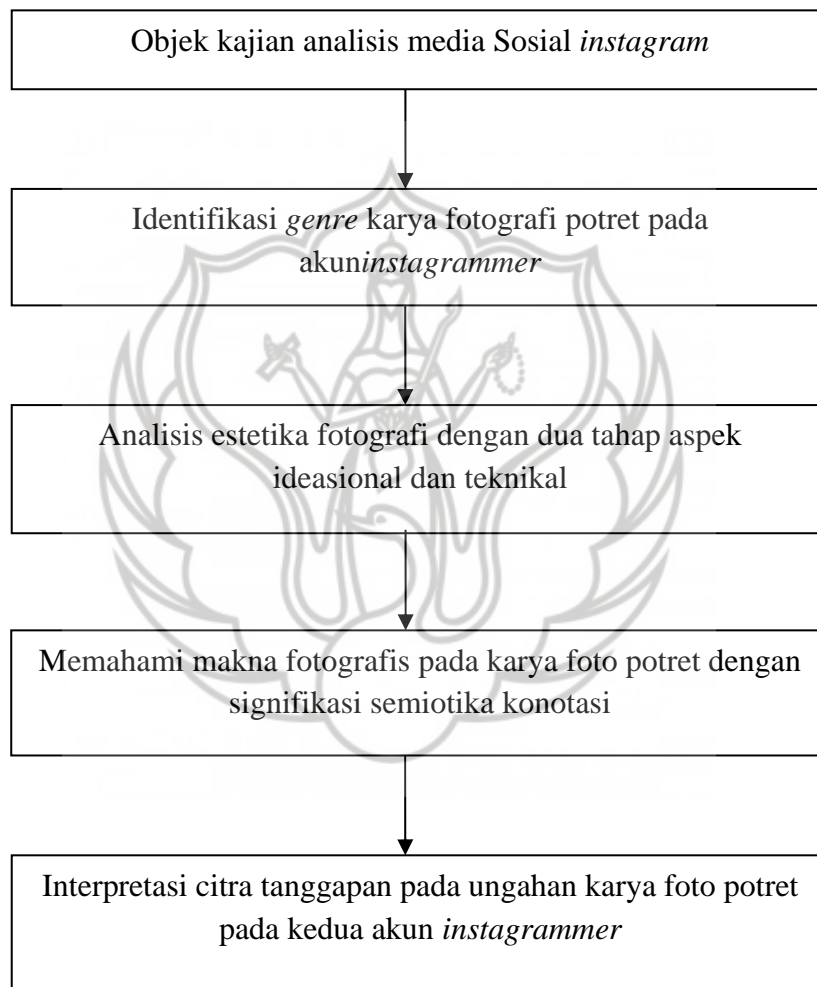 Objek kajian analisis media Sosial instagram
Identifikasi genre karya fotografi potret pada
akuninstagrammer
Analisis estetika fotografi dengan dua tahap aspek
ideasional dan teknikal
Memahami makna fotografis pada karya foto potret dengan
signifikasi semiotika konotasi
Interpretasi citra tanggapan pada ungahan karya foto potret
pada kedua akun instagrammer